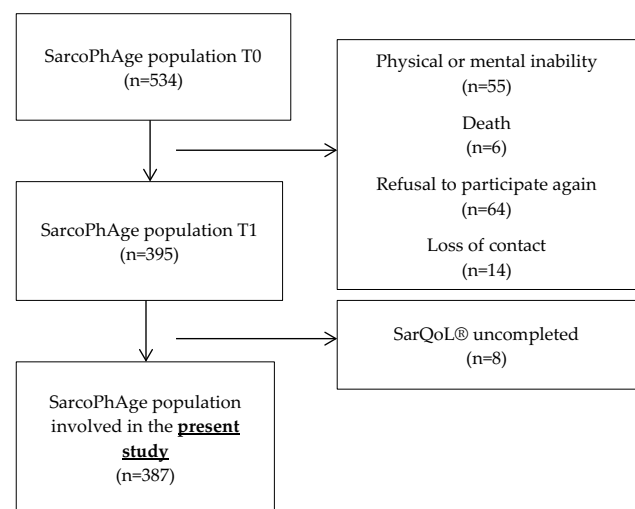 SarcoPhAge population T0
(n=534)
Physical or mental inability
(n=55)
Death
(n=6)
Refusal to participate again
(n=64)
Loss of contact
(n=14)
SarcoPhAge population T1
(n=395)
SarQoL® uncompleted
(n=8)
SarcoPhAge population
involved in the present
study
(n=387)